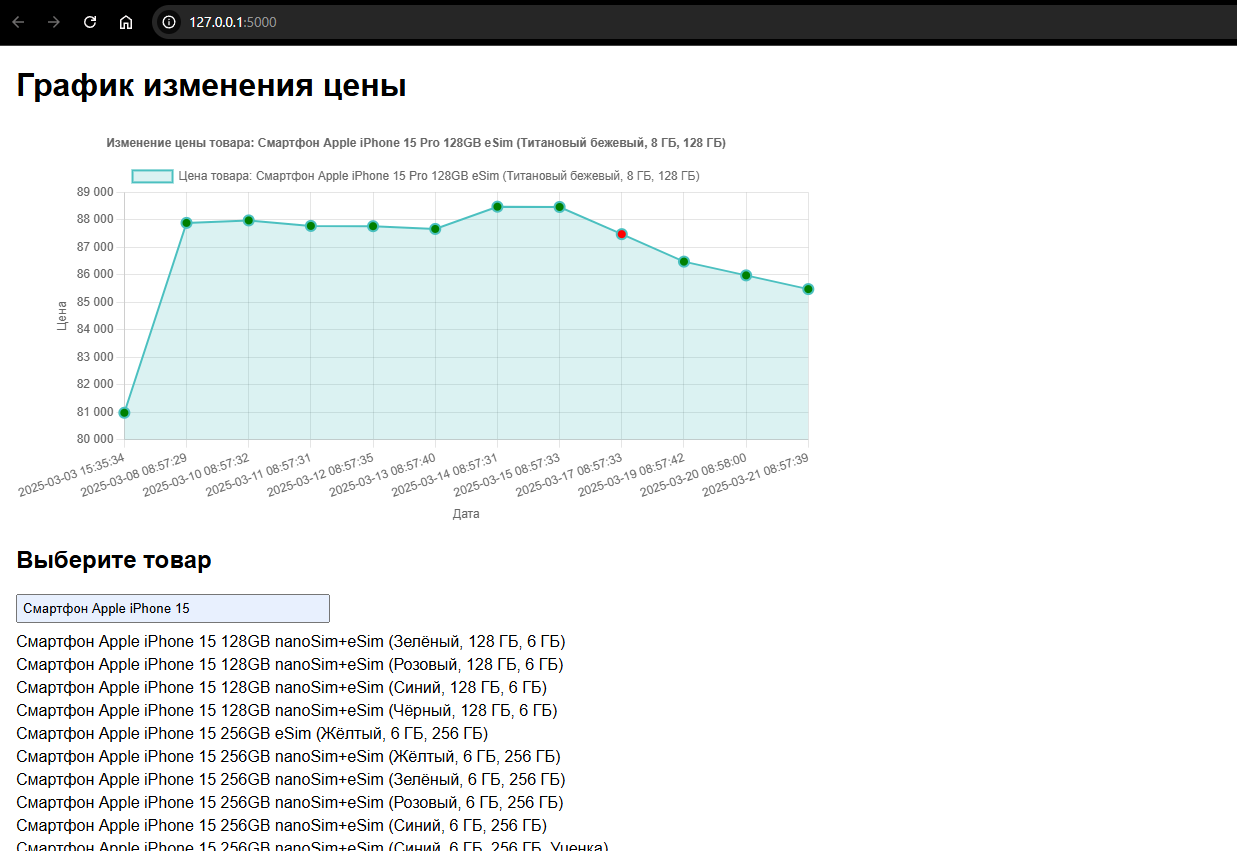 127.0.0.1:5000
График изменения цены
Изменение цены товара: Смартфон Apple iPhone 15 Pro 128GB eSim (Титановый бежевый, 8 ГБ, 128 ГБ)
Цена товара: Смартфон Apple iPhone 15 Pro 128GB eSim (Титановый бежевый, 8 ГБ, 128 ГБ)
89 000
88 000
87 000
86 000
85 000
84 000
83 000
82 000
81 000
80 000
Цена
2025-03-03 15:35:34
2025-03-08 08:57:29
2025-03-10 08:57:32
2025-03-11 08:57:31
2025-03-12 08:57:35
2025-03-13 08:57:40
2025-03-14 08:57:31
2025-03-15 08:57:33
2025-03-17 08:57:33
2025-03-19 08:57:42
2025-03-20 08:58:00
2025-03-21 08:57:39
Дата
Выберите товар
Смартфон Apple iPhone 15
Смартфон Apple iPhone 15 128GB nanoSim+eSim (Зелёный, 128 ГБ, 6 ГБ)
Смартфон Apple iPhone 15 128GB nanoSim+eSim (Розовый, 128 ГБ, 6 ГБ)
Смартфон Apple iPhone 15 128GB nanoSim+eSim (Синий, 128 ГБ, 6 ГБ)
Смартфон Apple iPhone 15 128GB nanoSim+eSim (Чёрный, 128 ГБ, 6 ГБ)
Смартфон Apple iPhone 15 256GB eSim (Жёлтый, 6 ГБ, 256 ГБ)
Смартфон Apple iPhone 15 256GB nanoSim+eSim (Жёлтый, 6 ГБ, 256 ГБ)
Смартфон Apple iPhone 15 256GB nanoSim+eSim (Зелёный, 6 ГБ, 256 ГБ)
Смартфон Apple iPhone 15 256GB nanoSim+eSim (Розовый, 6 ГБ, 256 ГБ)
Смартфон Apple iPhone 15 256GB nanoSim+eSim (Синий, 6 ГБ, 256 ГБ)
Смартфон Apple iPhone 15 256GB nanoSim+eSim (Синий, 6 ГБ, 256 ГБ, Уценка)